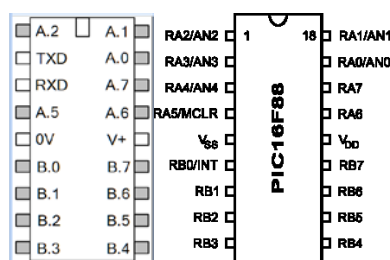 A.2 A.1
TXD A.0
RXD A.7
A.5 A.6
0V V+
B.0 B.7
B.1 B.6
B.2 B.5
B.3 B.4
RA2/AN2 1 18 RA1/AN1
RA3/AN3 RA0/AN0
RA4/AN4 RA7
RA5/MCLR RA6
VSS VDD
RB0/INT RB7
RB1 RB6
RB2 RB5
RB3 RB4
PIC16F88